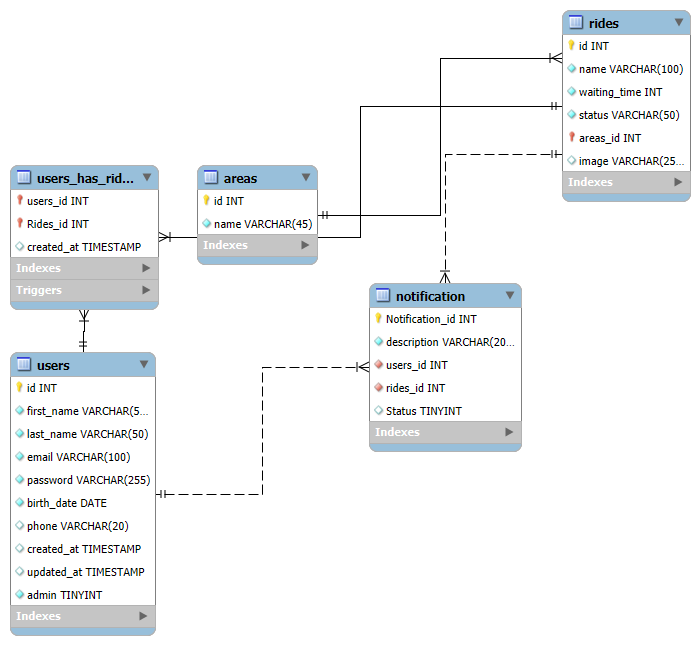 rides
id INT
name VARCHAR(100)
waiting_time INT
status VARCHAR(50)
areas_id INT
image VARCHAR(25...
Indexes
users_has_rid...
users_id INT
Rides_id INT
created_at TIMESTAMP
Indexes
Triggers
areas
id INT
name VARCHAR(45)
Indexes
notification
Notification_id INT
description VARCHAR(20...
users_id INT
rides_id INT
Status TINYINT
Indexes
users
id INT
first_name VARCHAR(5...
last_name VARCHAR(50)
email VARCHAR(100)
password VARCHAR(255)
birth_date DATE
phone VARCHAR(20)
created_at TIMESTAMP
updated_at TIMESTAMP
admin TINYINT
Indexes